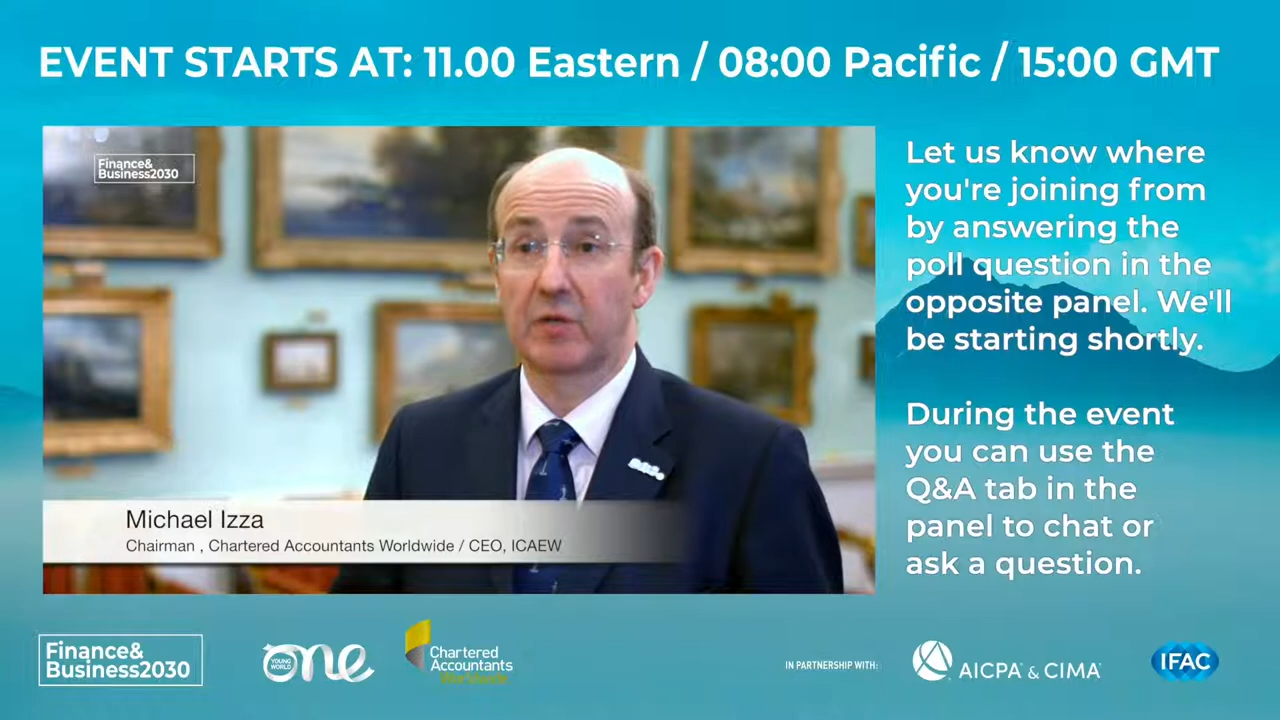 EVENT STARTS AT: 11.00 Eastern / 08:00 Pacific / 15:00 GMT
Finance&
Business2030
Michael Izza
Chairman , Chartered Accountants Worldwide / CEO, ICAEW
Let us know where
you're joining from
by answering the
poll question in the
opposite panel. We'll
be starting shortly.
During the event
you can use the
Q&A tab in the
panel to chat or
ask a question.
Finance&
Business2030
YOUNG
WORLD
one
Chartered
Accountants
Worldwide
IN PARTNERSHIP WITH:
AICPA & CIMA
IFAC